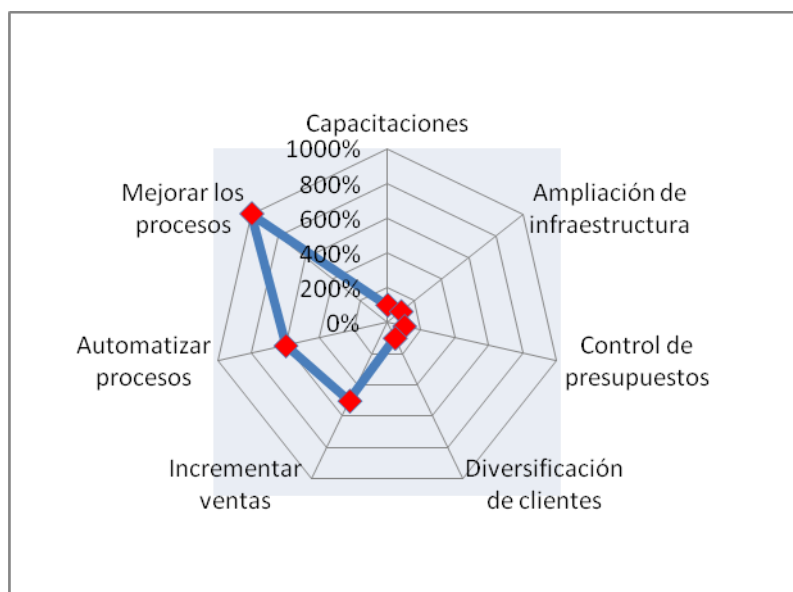 Capacitaciones
1000%
800%
600%
400%
200%
0%
Ampliación de
infraestructura
Control de
presupuestos
Diversificación
de clientes
Incrementar
ventas
Automatizar
procesos
Mejorar los
procesos